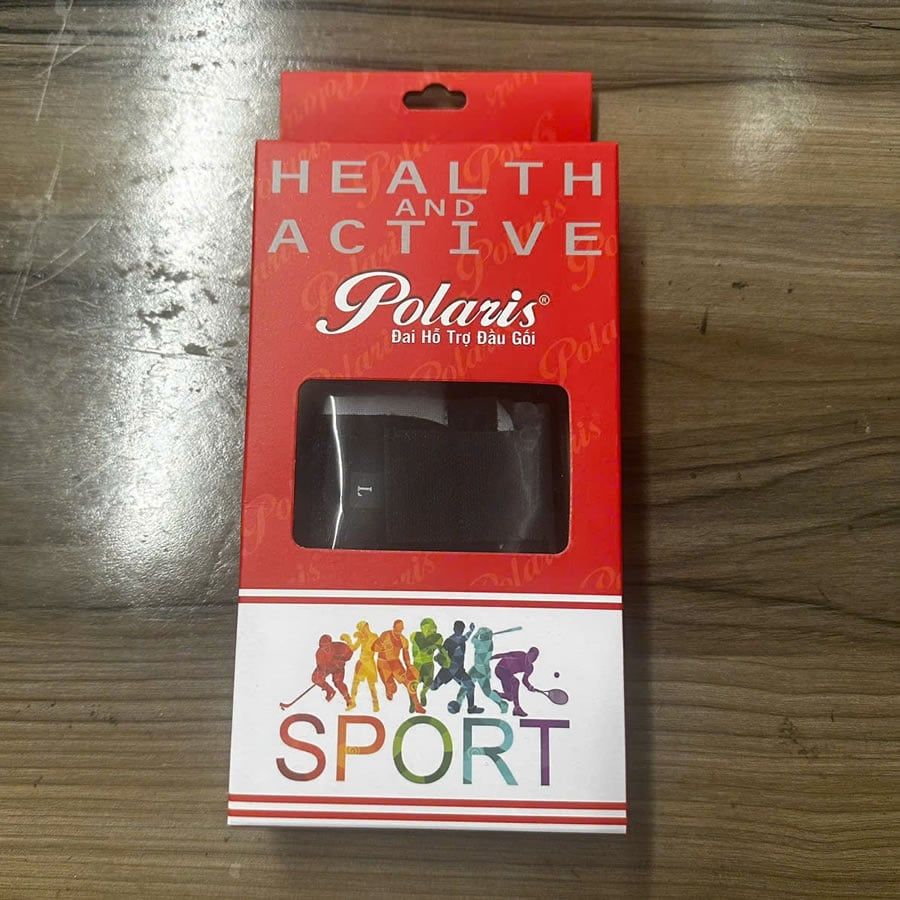 HEALTH
AND
ACTIVE
Polaris®
Đai Hỗ Trợ Đầu Gối
L
SPORT